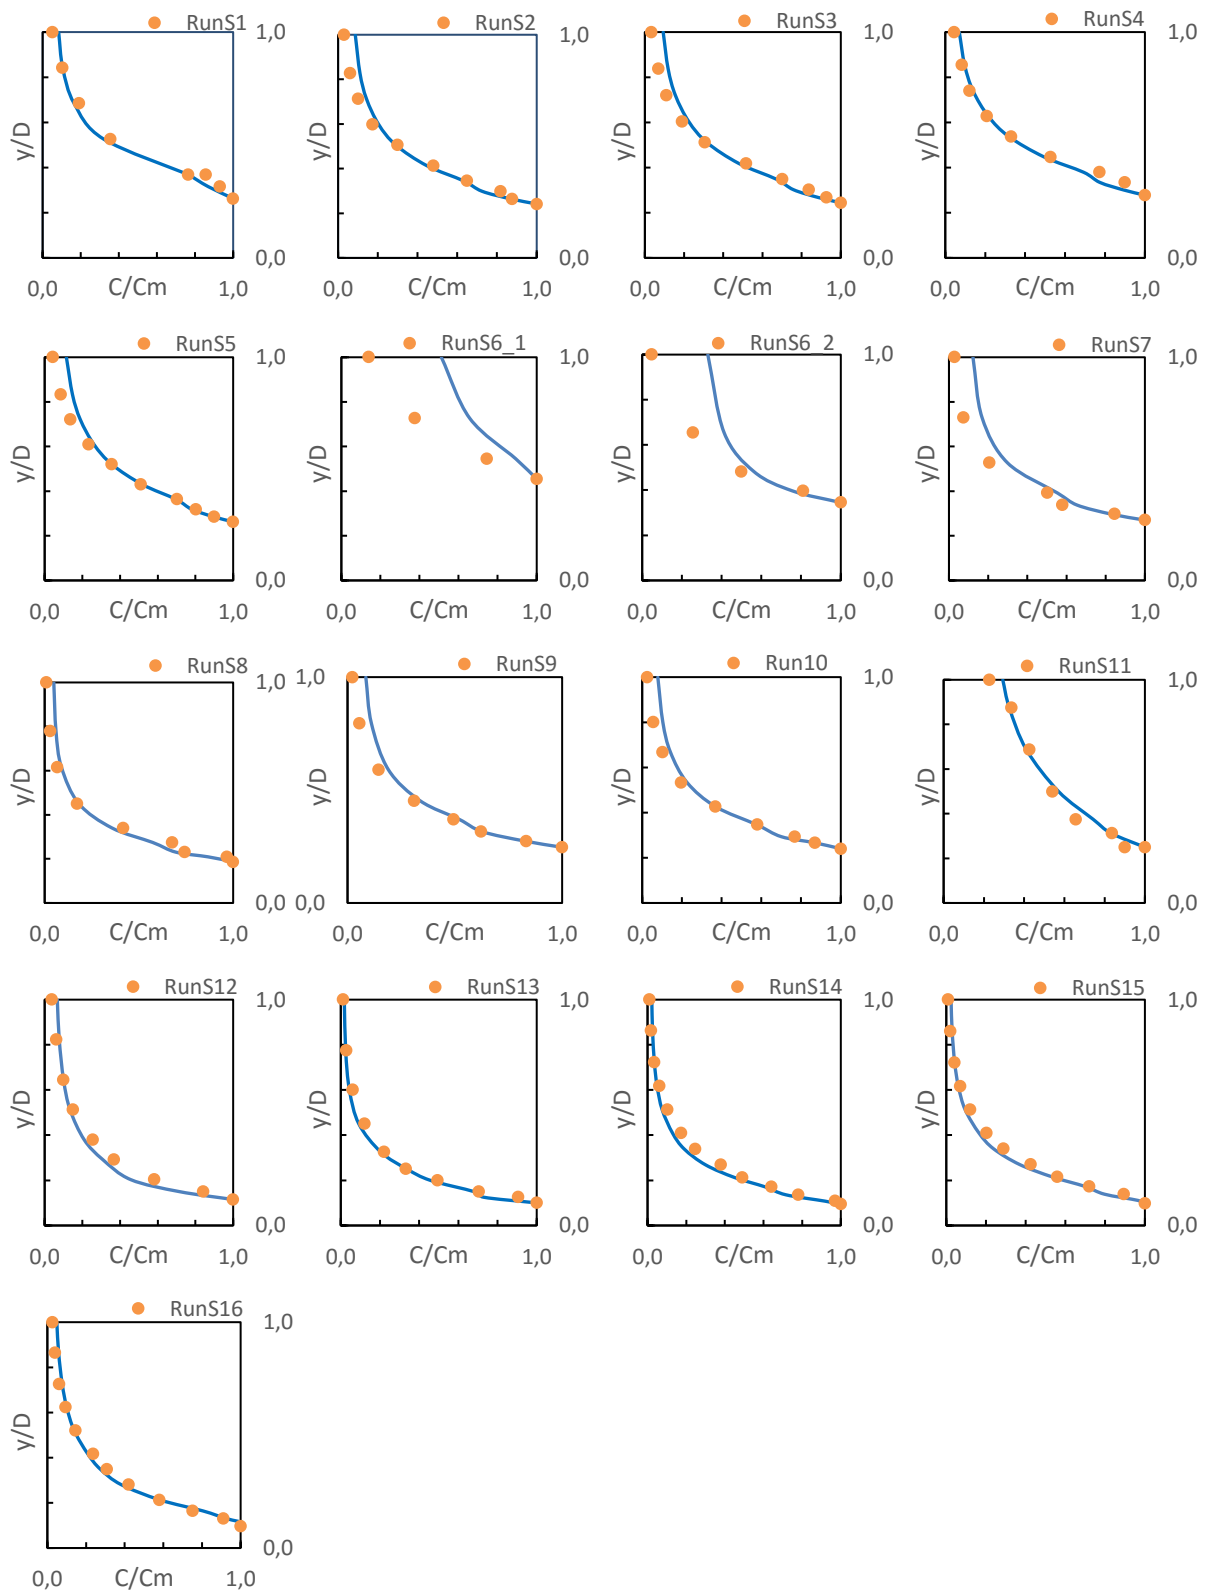 RunS1
1,0
y/D
0,0
0,0
C/Cm
1,0
RunS2
1,0
y/D
0,0
0,0
C/Cm
1,0
RunS3
1,0
y/D
0,0
0,0
C/Cm
1,0
RunS4
1,0
y/D
0,0
0,0
C/Cm
1,0
RunS5
1,0
y/D
0,0
0,0
C/Cm
1,0
RunS6_1
1,0
y/D
0,0
0,0
C/Cm
1,0
RunS6_2
1,0
y/D
0,0
0,0
C/Cm
1,0
RunS7
1,0
y/D
0,0
0,0
C/Cm
1,0
RunS8
1,0
y/D
0,0
0,0
C/Cm
1,0
RunS9
1,0
y/D
0,0
0,0
C/Cm
1,0
Run10
1,0
y/D
0,0
0,0
C/Cm
1,0
RunS11
1,0
y/D
0,0
0,0
C/Cm
1,0
RunS12
1,0
y/D
0,0
0,0
C/Cm
1,0
RunS13
1,0
y/D
0,0
0,0
C/Cm
1,0
RunS14
1,0
y/D
0,0
0,0
C/Cm
1,0
RunS15
1,0
y/D
0,0
0,0
C/Cm
1,0
RunS16
1,0
y/D
0,0
0,0
C/Cm
1,0